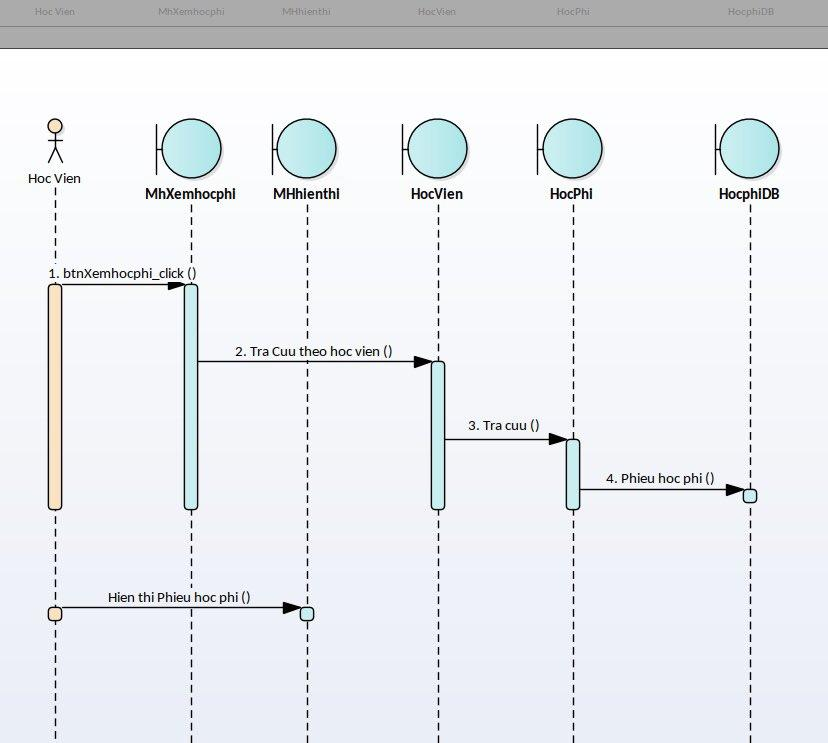 Hoc Vien MhXemhocphi MHhienthi HocVien HocPhi HocphiDB
Hoc Vien MhXemhocphi MHhienthi HocVien HocPhi HocphiDB
1. btnXemhocphi_click ()
2. Tra Cuu theo hoc vien ()
3. Tra cuu ()
4. Phieu hoc phi ()
Hien thi Phieu hoc phi ()